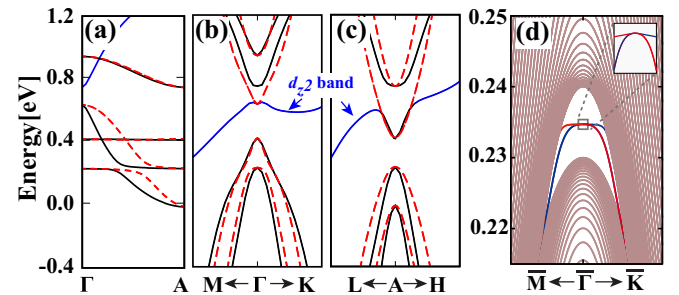 (a)
(b)
(c)
(d)
Energy[eV]
1.2
0.8
0.4
0.0
-0.4
Γ A
M ← Γ → K
L ← A → H
d_z2 band
0.25
0.24
0.23
0.22
M̅ ← Γ̅ → K̅